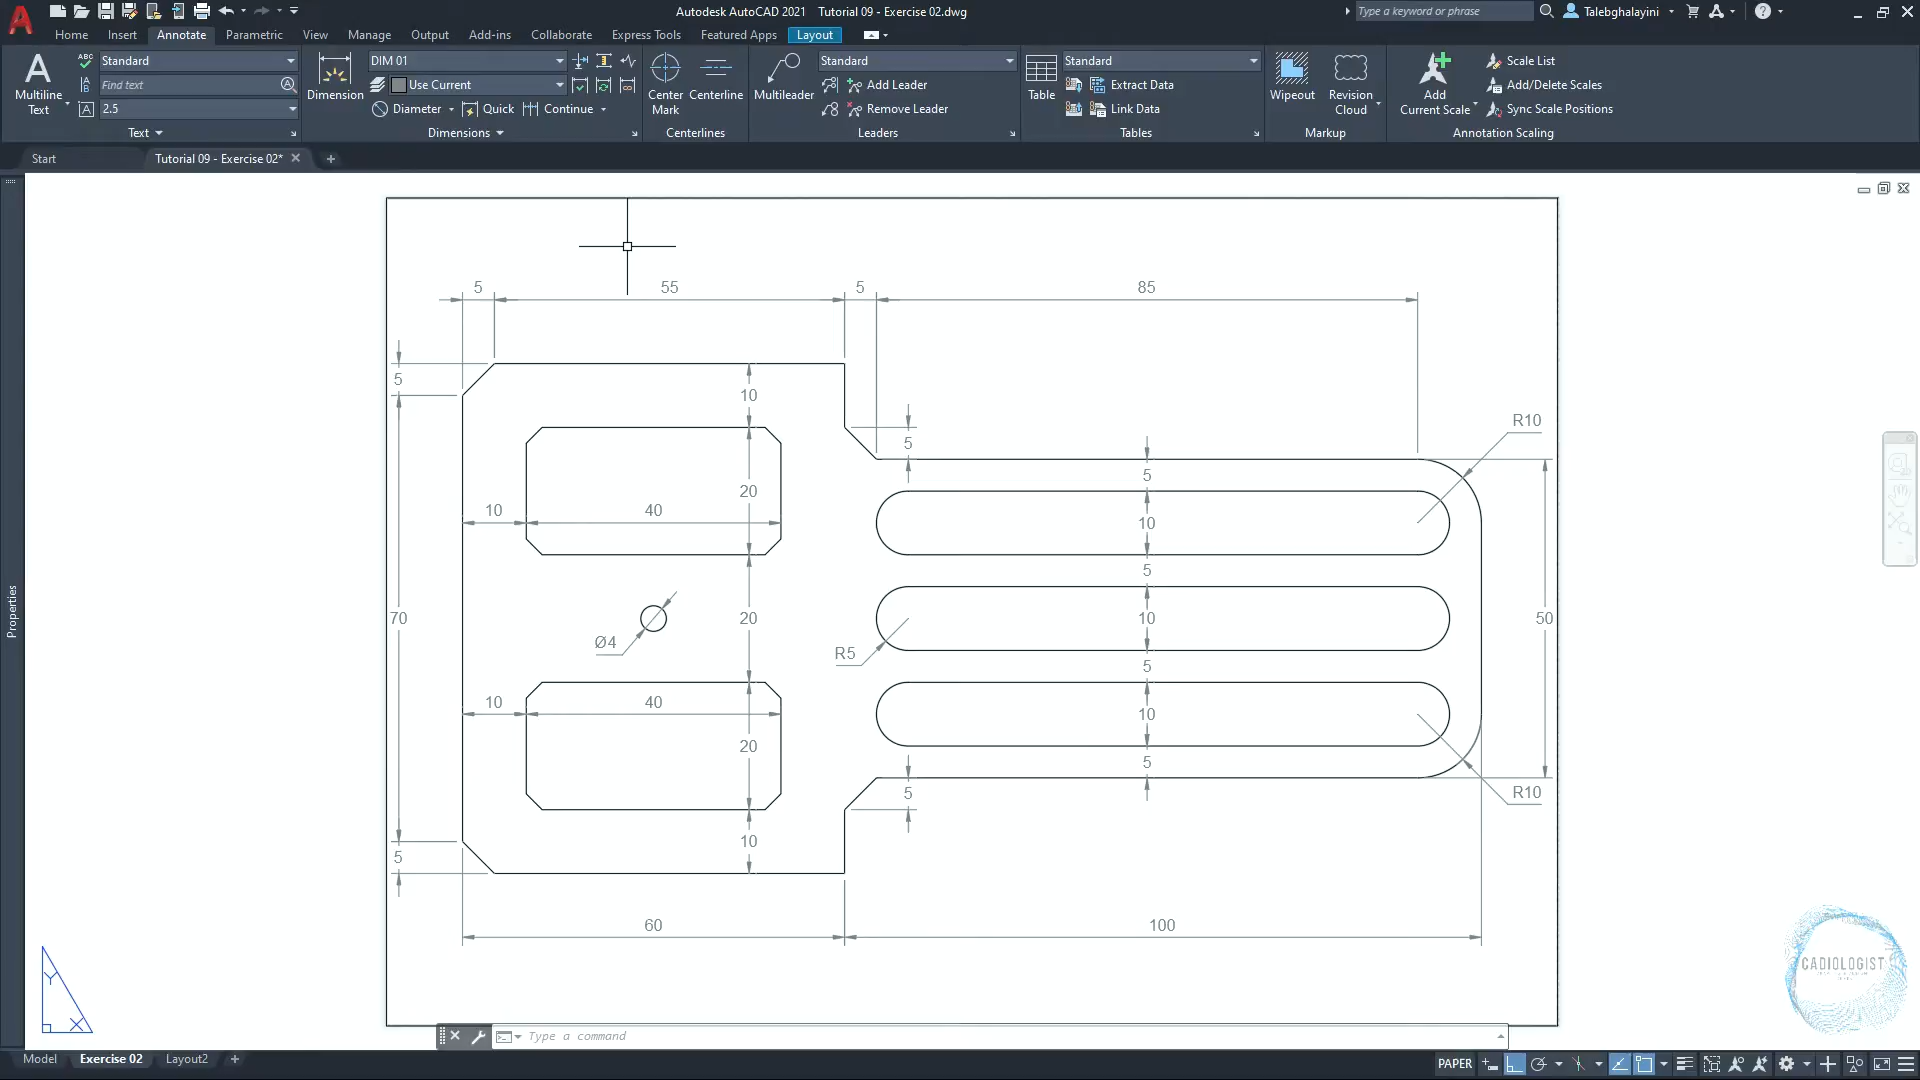 Autodesk AutoCAD 2021 Tutorial 09 - Exercise 02.dwg
Type a keyword or phrase
Talebghalayini
Home Insert Annotate Parametric View Manage Output Add-ins Collaborate Express Tools Featured Apps Layout
A
Multiline
Text
ABC
Standard
Find text
2.5
Text
Dimension
DIM 01
Use Current
Diameter
Quick
Continue
Dimensions
Center
Mark
Centerline
Centerlines
Multileader
Standard
Add Leader
Remove Leader
Leaders
Table
Standard
Extract Data
Link Data
Tables
Wipeout
Revision
Cloud
Markup
Add
Current Scale
Scale List
Add/Delete Scales
Sync Scale Positions
Annotation Scaling
Start
Tutorial 09 - Exercise 02*
Properties
5 55 5 85
5
10
R10
5
5
20
10 40
10
5
70
Ø4
20
10
50
R5
5
10 40
10
20
5
5
R10
10
5
60 100
Y
X
CADIOLOGIST
Type a command
Model
Exercise 02
Layout2
PAPER